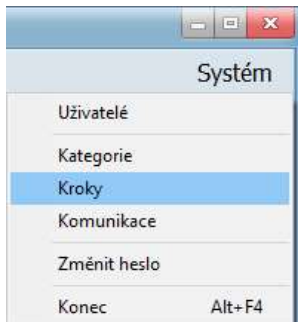 Systém
Uživatelé
Kategorie
Kroky
Komunikace
Změnit heslo
Konec Alt+F4